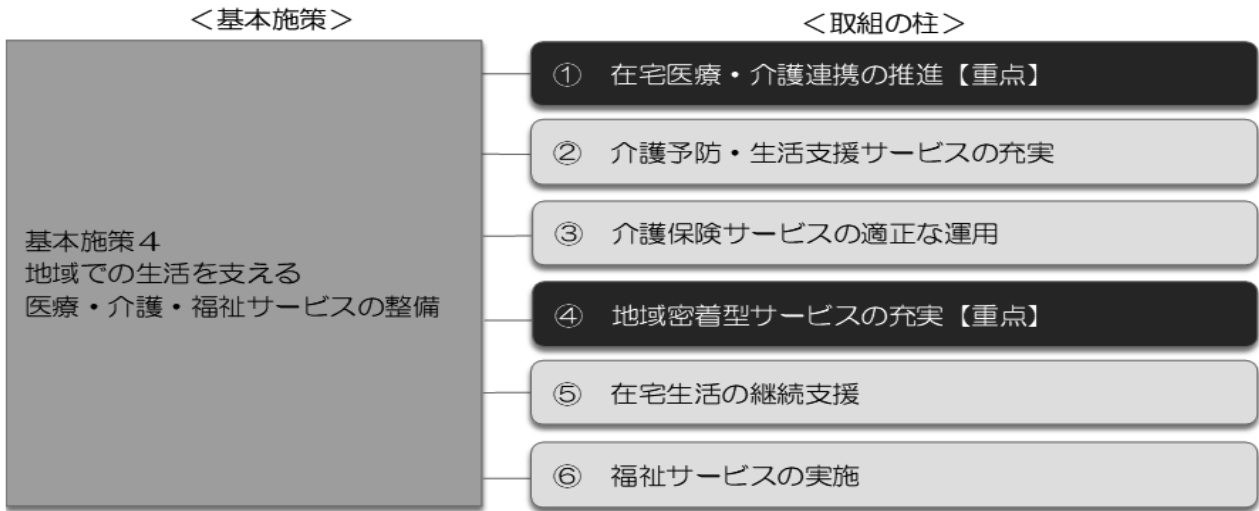 ＜基本施策＞
＜取組の柱＞
基本施策４
地域での生活を支える
医療・介護・福祉サービスの整備
① 在宅医療・介護連携の推進【重点】
② 介護予防・生活支援サービスの充実
③ 介護保険サービスの適正な運用
④ 地域密着型サービスの充実【重点】
⑤ 在宅生活の継続支援
⑥ 福祉サービスの実施